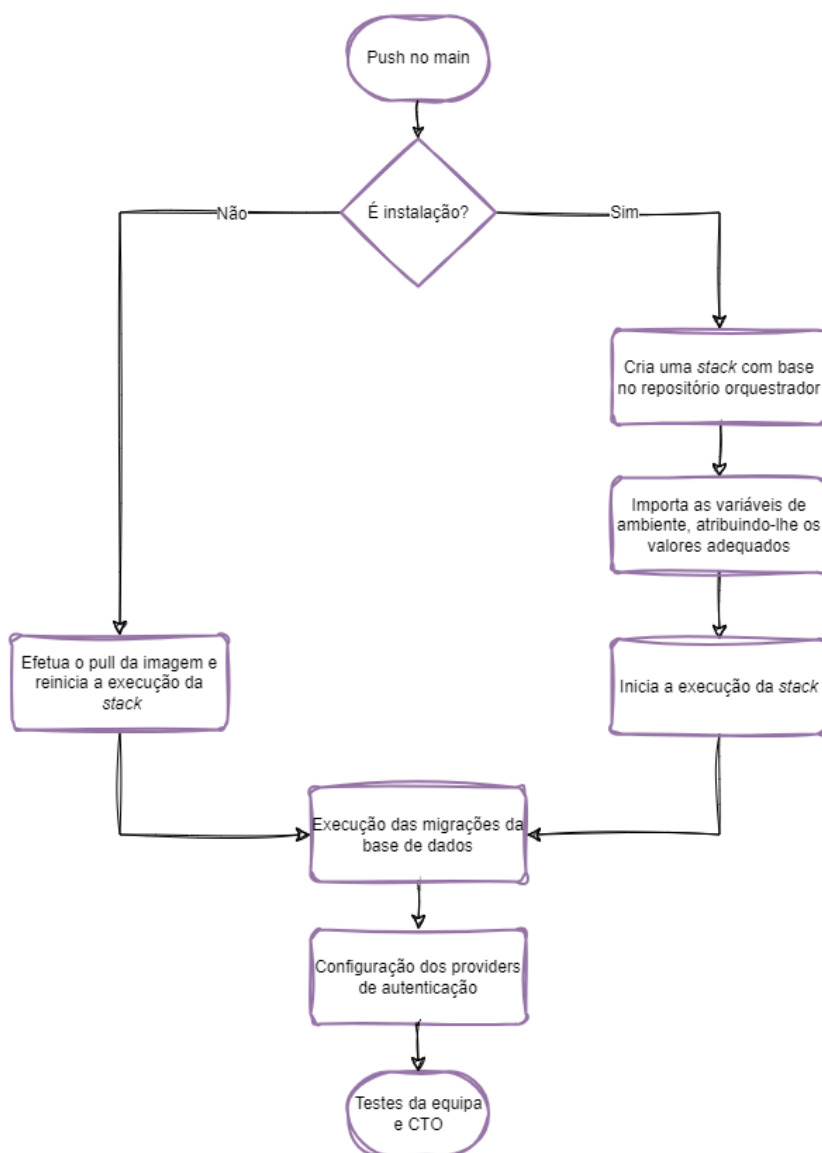 Push no main
É instalação?
Não
Sim
Cria uma stack com base
no repositório orquestrador
Importa as variáveis de
ambiente, atribuindo-lhe os
valores adequados
Efetua o pull da imagem e
reinicia a execução da
stack
Inicia a execução da stack
Execução das migrações da
base de dados
Configuração dos providers
de autenticação
Testes da equipa
e CTO